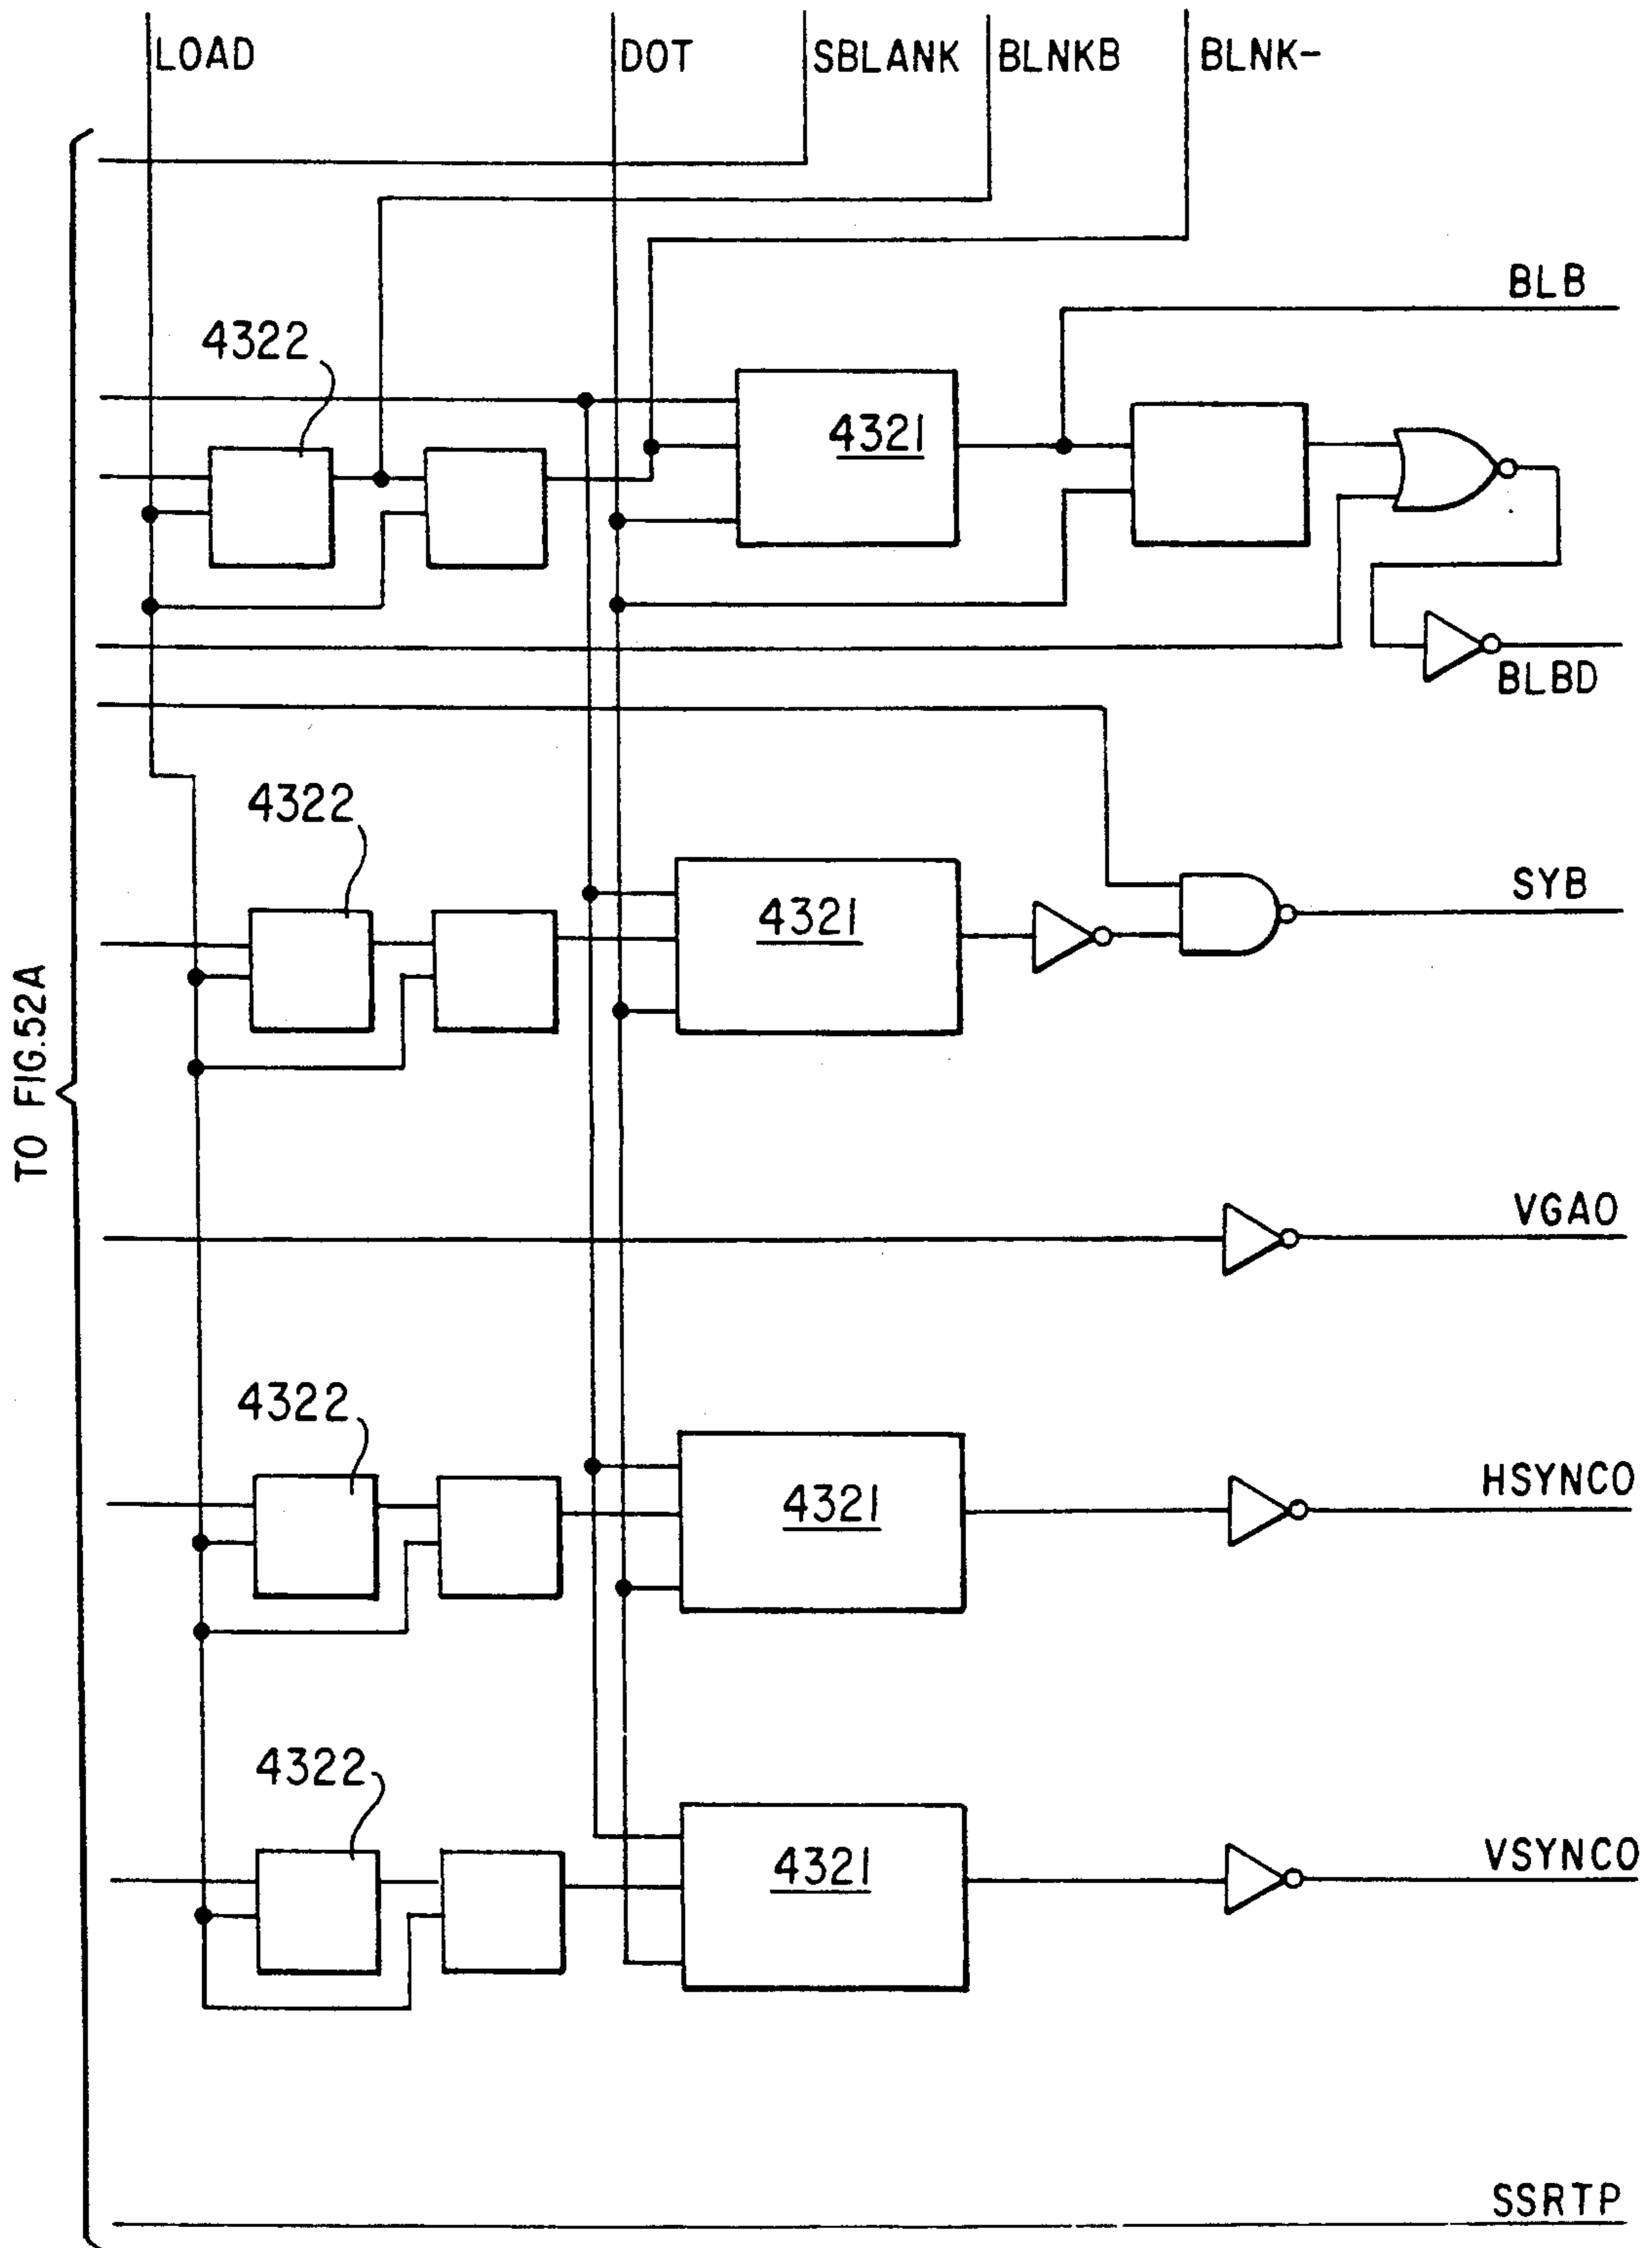 LOAD
DOT
SBLANK
BLNKB
BLNK-
BLB
4322
4321
BLBD
4322
4321
SYB
TO FIG.52A
VGAO
4322
4321
HSYNCO
4322
4321
VSYNCO
SSRTP